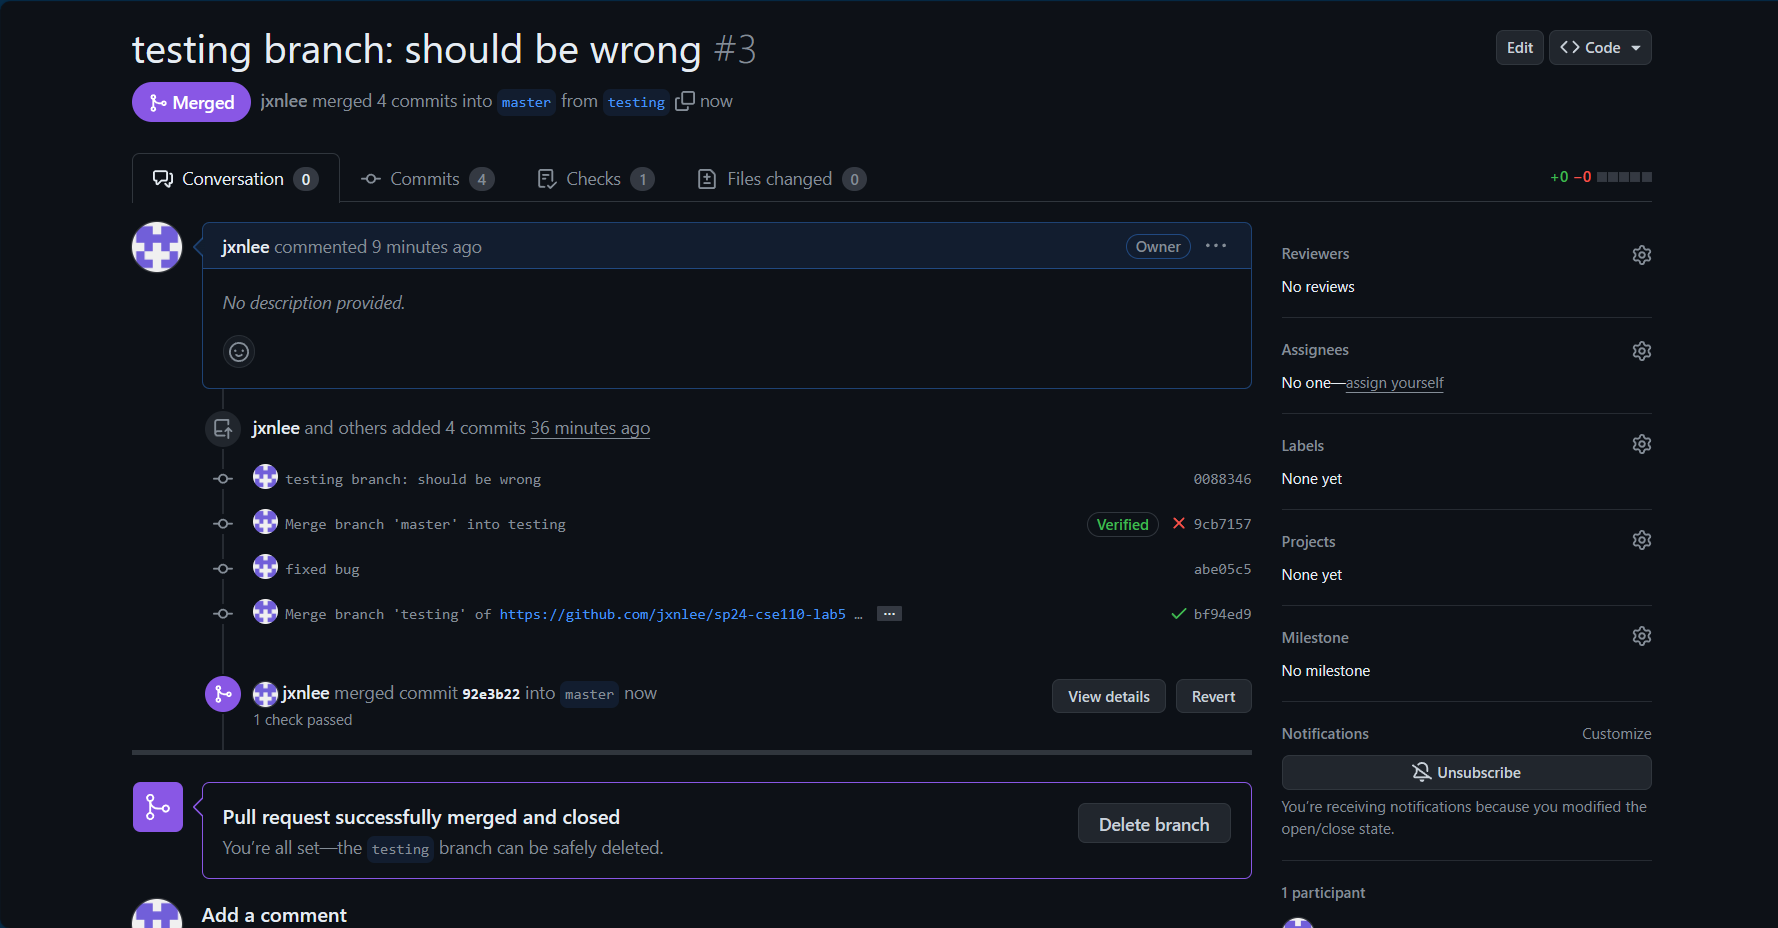 testing branch: should be wrong #3
Edit
<> Code
Merged
jxnlee merged 4 commits into master from testing now
Conversation 0
Commits 4
Checks 1
Files changed 0
+0 −0
jxnlee commented 9 minutes ago
Owner
No description provided.
jxnlee and others added 4 commits 36 minutes ago
testing branch: should be wrong
0088346
Merge branch 'master' into testing
Verified
9cb7157
fixed bug
abe05c5
Merge branch 'testing' of https://github.com/jxnlee/sp24-cse110-lab5 …
bf94ed9
jxnlee merged commit 92e3b22 into master now
1 check passed
View details
Revert
Pull request successfully merged and closed
You're all set—the testing branch can be safely deleted.
Delete branch
Add a comment
Reviewers
No reviews
Assignees
No one—assign yourself
Labels
None yet
Projects
None yet
Milestone
No milestone
Notifications
Customize
Unsubscribe
You're receiving notifications because you modified the
open/close state.
1 participant